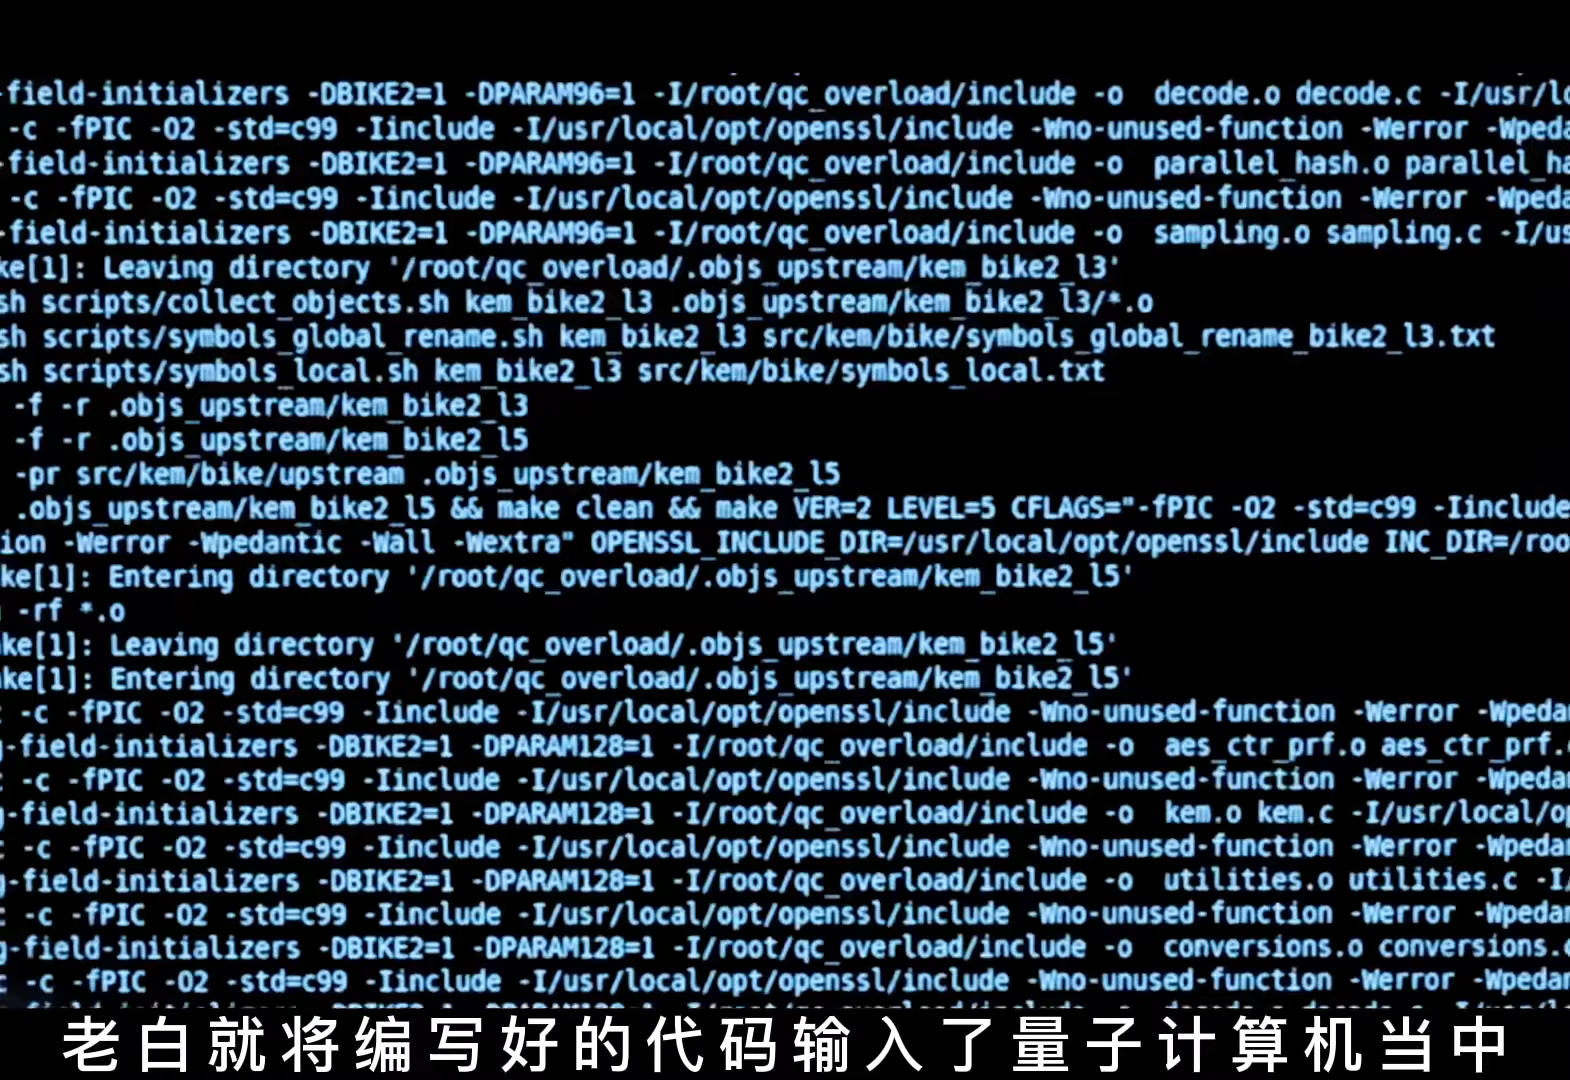 -field-initializers -DBIKE2=1 -DPARAM96=1 -I/root/qc_overload/include -o  decode.o decode.c -I/usr/lo
-c -fPIC -O2 -std=c99 -Iinclude -I/usr/local/opt/openssl/include -Wno-unused-function -Werror -Wpeda
-field-initializers -DBIKE2=1 -DPARAM96=1 -I/root/qc_overload/include -o  parallel_hash.o parallel_ha
-c -fPIC -O2 -std=c99 -Iinclude -I/usr/local/opt/openssl/include -Wno-unused-function -Werror -Wpeda
-field-initializers -DBIKE2=1 -DPARAM96=1 -I/root/qc_overload/include -o  sampling.o sampling.c -I/us
ke[1]: Leaving directory '/root/qc_overload/.objs_upstream/kem_bike2_l3'
sh scripts/collect_objects.sh kem_bike2_l3 .objs_upstream/kem_bike2_l3/*.o
sh scripts/symbols_global_rename.sh kem_bike2_l3 src/kem/bike/symbols_global_rename_bike2_l3.txt
sh scripts/symbols_local.sh kem_bike2_l3 src/kem/bike/symbols_local.txt
-f -r .objs_upstream/kem_bike2_l3
-f -r .objs_upstream/kem_bike2_l5
-pr src/kem/bike/upstream .objs_upstream/kem_bike2_l5
.objs_upstream/kem_bike2_l5 && make clean && make VER=2 LEVEL=5 CFLAGS="-fPIC -O2 -std=c99 -Iinclude
ion -Werror -Wpedantic -Wall -Wextra" OPENSSL_INCLUDE_DIR=/usr/local/opt/openssl/include INC_DIR=/roo
ke[1]: Entering directory '/root/qc_overload/.objs_upstream/kem_bike2_l5'
-rf *.o
ke[1]: Leaving directory '/root/qc_overload/.objs_upstream/kem_bike2_l5'
ke[1]: Entering directory '/root/qc_overload/.objs_upstream/kem_bike2_l5'
-c -fPIC -O2 -std=c99 -Iinclude -I/usr/local/opt/openssl/include -Wno-unused-function -Werror -Wpeda
g-field-initializers -DBIKE2=1 -DPARAM128=1 -I/root/qc_overload/include -o  aes_ctr_prf.o aes_ctr_prf.c
-c -fPIC -O2 -std=c99 -Iinclude -I/usr/local/opt/openssl/include -Wno-unused-function -Werror -Wpedan
g-field-initializers -DBIKE2=1 -DPARAM128=1 -I/root/qc_overload/include -o  kem.o kem.c -I/usr/local/op
-c -fPIC -O2 -std=c99 -Iinclude -I/usr/local/opt/openssl/include -Wno-unused-function -Werror -Wpedan
g-field-initializers -DBIKE2=1 -DPARAM128=1 -I/root/qc_overload/include -o  utilities.o utilities.c -I/
-c -fPIC -O2 -std=c99 -Iinclude -I/usr/local/opt/openssl/include -Wno-unused-function -Werror -Wpedan
g-field-initializers -DBIKE2=1 -DPARAM128=1 -I/root/qc_overload/include -o  conversions.o conversions.c
-c -fPIC -O2 -std=c99 -Iinclude -I/usr/local/opt/openssl/include -Wno-unused-function -Werror -Wpedan
老白就将编写好的代码输入了量子计算机当中